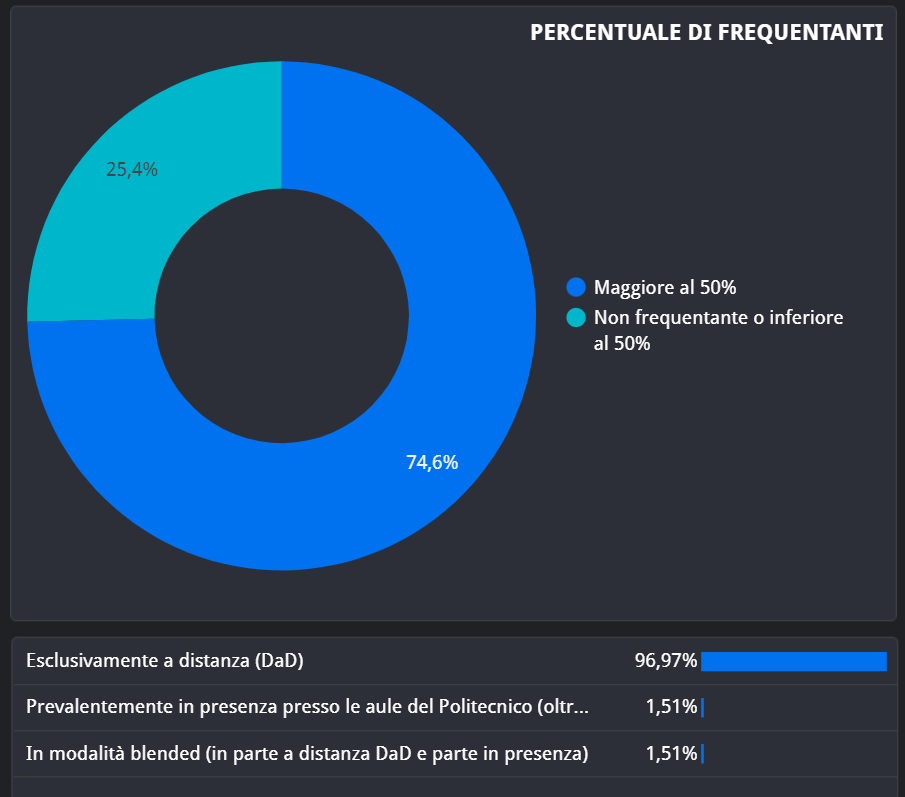 PERCENTUALE DI FREQUENTANTI
25,4%
Maggiore al 50%
Non frequentante o inferiore
al 50%
74,6%
Esclusivamente a distanza (DaD) 96,97%
Prevalentemente in presenza presso le aule del Politecnico (oltr... 1,51%
In modalità blended (in parte a distanza DaD e parte in presenza) 1,51%